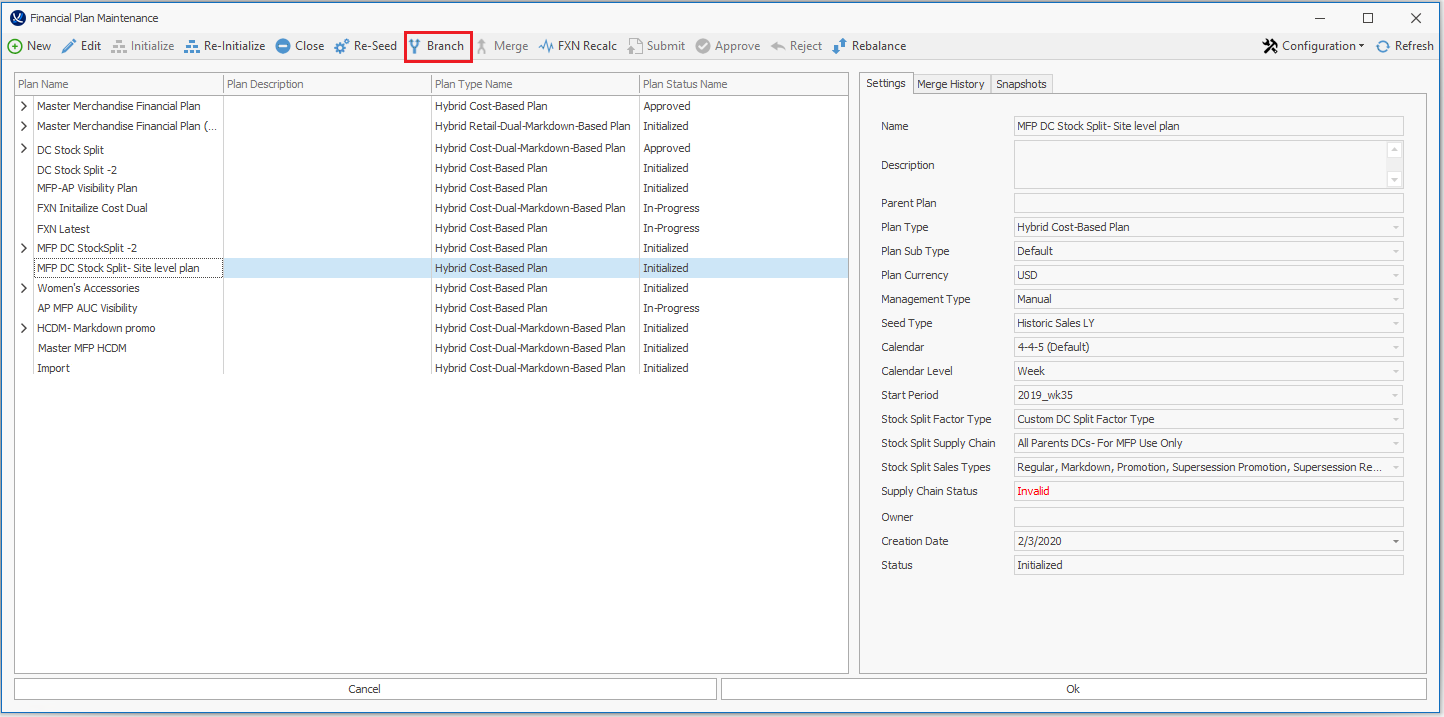 Financial Plan Maintenance
New Edit Initialize Re-Initialize Close Re-Seed Branch Merge FXN Recalc Submit Approve Reject Rebalance Configuration Refresh
Plan Name Plan Description Plan Type Name Plan Status Name
Master Merchandise Financial Plan Hybrid Cost-Based Plan Approved
Master Merchandise Financial Plan (... Hybrid Retail-Dual-Markdown-Based Plan Initialized
DC Stock Split Hybrid Cost-Dual-Markdown-Based Plan Approved
DC Stock Split -2 Hybrid Cost-Based Plan Initialized
MFP-AP Visibility Plan Hybrid Cost-Based Plan Initialized
FXN Initailize Cost Dual Hybrid Cost-Dual-Markdown-Based Plan In-Progress
FXN Latest Hybrid Cost-Based Plan In-Progress
MFP DC StockSplit -2 Hybrid Cost-Based Plan Initialized
MFP DC Stock Split- Site level plan Hybrid Cost-Based Plan Initialized
Women's Accessories Hybrid Cost-Based Plan Initialized
AP MFP AUC Visibility Hybrid Cost-Based Plan In-Progress
HCDM- Markdown promo Hybrid Cost-Dual-Markdown-Based Plan Initialized
Master MFP HCDM Hybrid Cost-Dual-Markdown-Based Plan Initialized
Import Hybrid Cost-Dual-Markdown-Based Plan Initialized
Settings Merge History Snapshots
Name MFP DC Stock Split- Site level plan
Description
Parent Plan
Plan Type Hybrid Cost-Based Plan
Plan Sub Type Default
Plan Currency USD
Management Type Manual
Seed Type Historic Sales LY
Calendar 4-4-5 (Default)
Calendar Level Week
Start Period 2019_wk35
Stock Split Factor Type Custom DC Split Factor Type
Stock Split Supply Chain All Parents DCs- For MFP Use Only
Stock Split Sales Types Regular, Markdown, Promotion, Supersession Promotion, Supersession Re...
Supply Chain Status Invalid
Owner
Creation Date 2/3/2020
Status Initialized
Cancel Ok